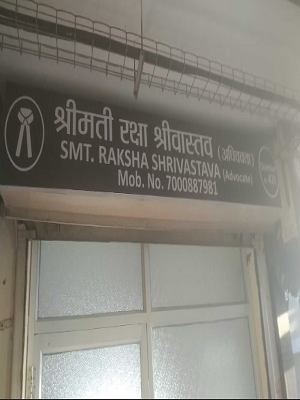 श्रीमती रक्षा श्रीवास्तव (अधिवक्ता)
SMT. RAKSHA SHRIVASTAVA (Advocate)
Mob. No. 7000887981